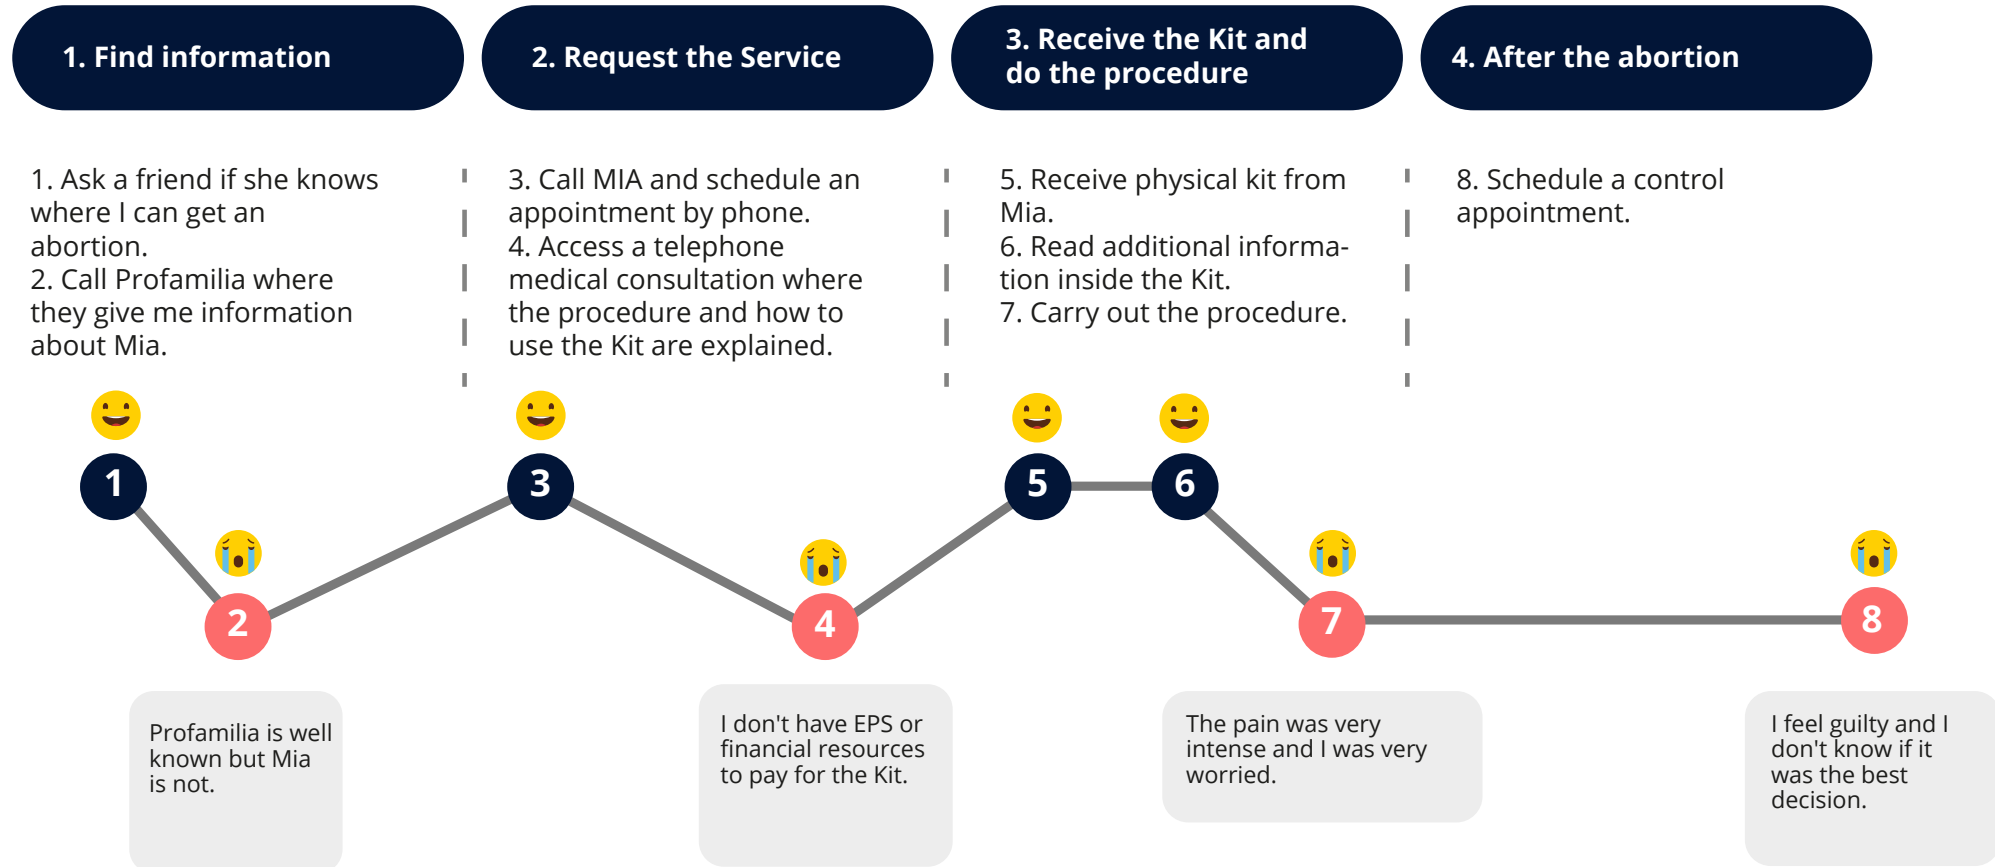 1. Find information
2. Request the Service
3. Receive the Kit and
do the procedure
4. After the abortion
1. Ask a friend if she knows
where I can get an
abortion.
2. Call Profamilia where
they give me information
about Mia.
3. Call MIA and schedule an
appointment by phone.
4. Access a telephone
medical consultation where
the procedure and how to
use the Kit are explained.
5. Receive physical kit from
Mia.
6. Read additional informa-
tion inside the Kit.
7. Carry out the procedure.
8. Schedule a control
appointment.
1
2
3
4
5
6
7
8
Profamilia is well
known but Mia
is not.
I don't have EPS or
financial resources
to pay for the Kit.
The pain was very
intense and I was very
worried.
I feel guilty and I
don't know if it
was the best
decision.